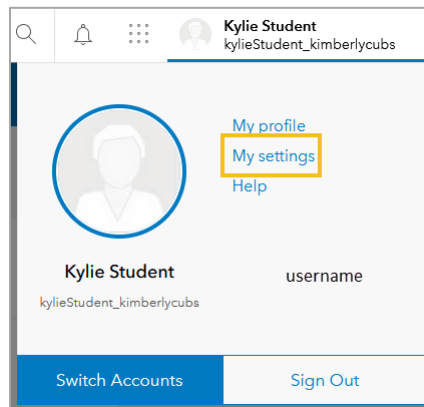 Kylie Student
kylieStudent_kimberlycubs
My profile
My settings
Help
Kylie Student
kylieStudent_kimberlycubs
username
Switch Accounts
Sign Out